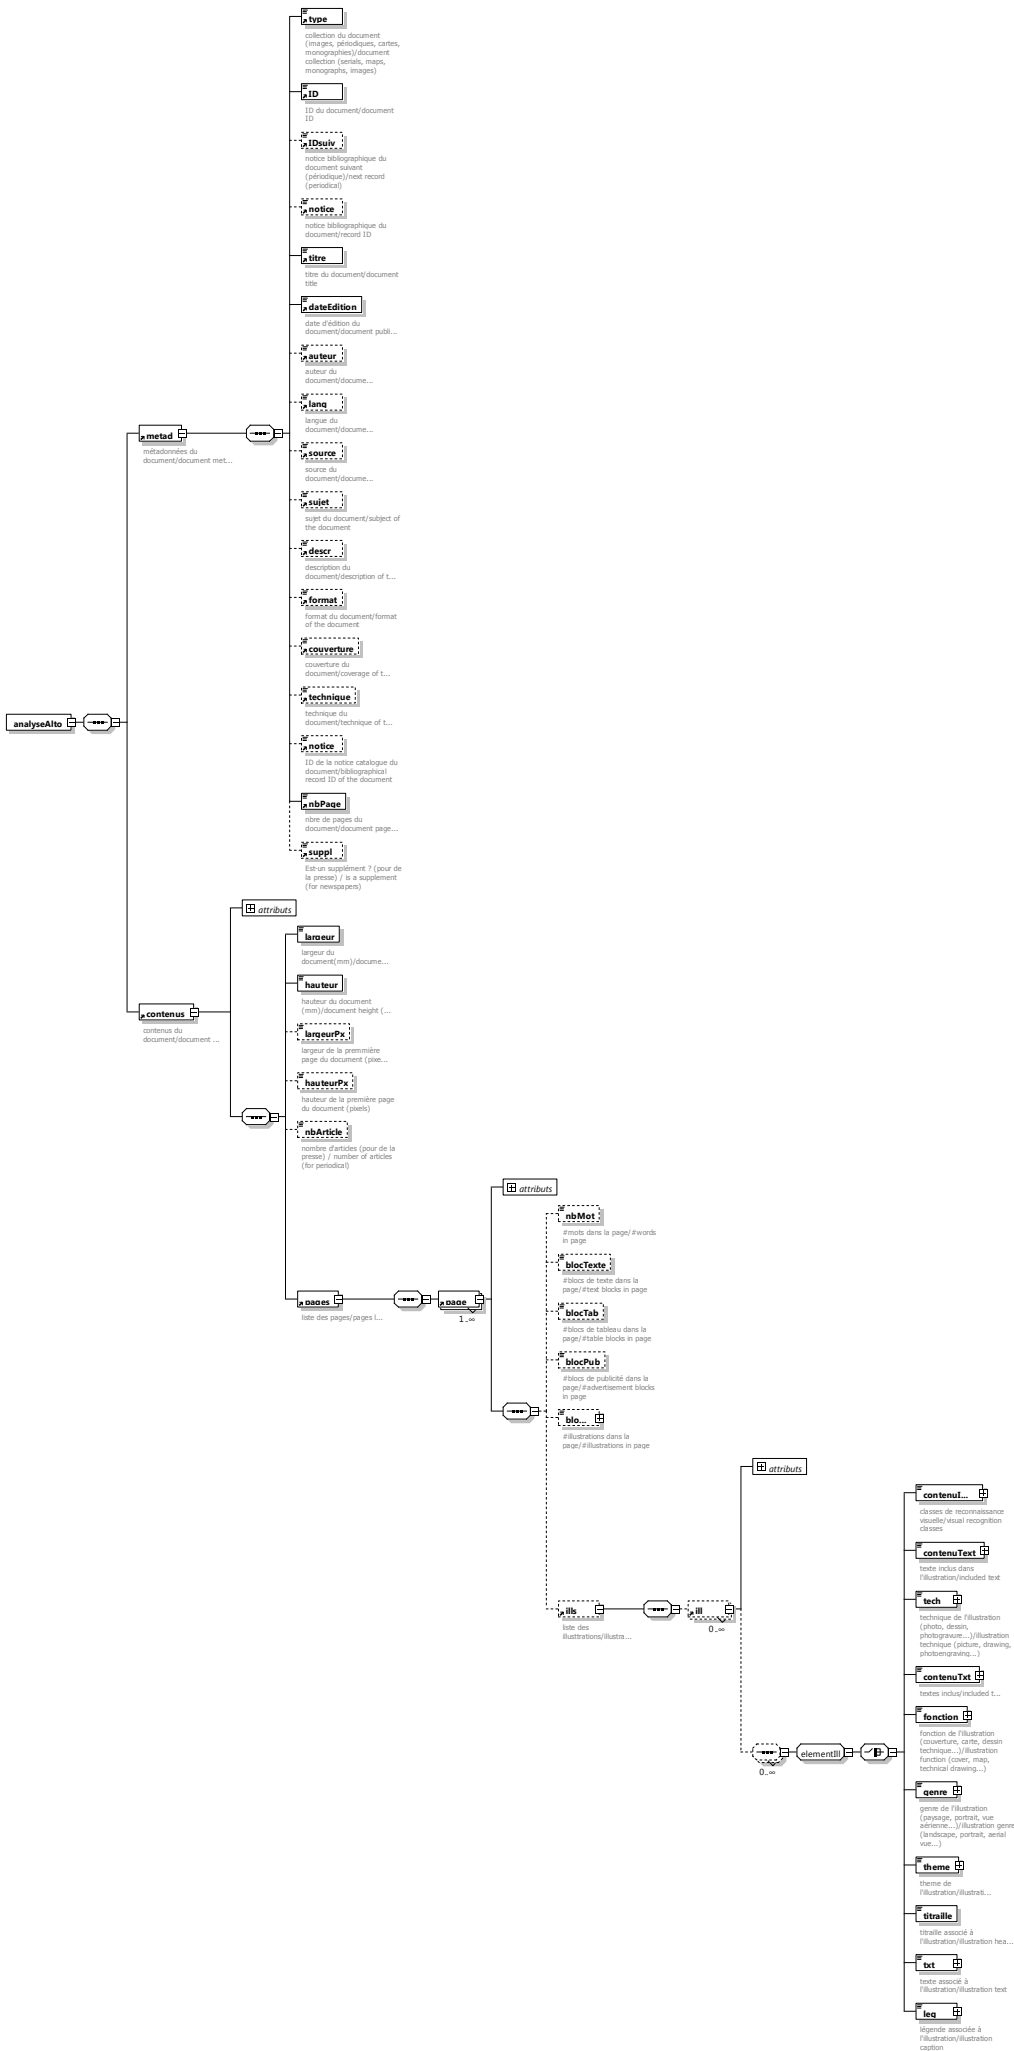 type
collection du document
(images, périodiques, cartes,
monographies)/document
collection (serials, maps,
monographs, images)
ID
ID du document/document
ID
IDsuiv
notice bibliographique du
document suivant
(périodique)/next record
(periodical)
notice
notice bibliographique du
document/record ID
titre
titre du document/document
title
dateEdition
date d'édition du
document/document publi...
auteur
auteur du
document/docume...
lang
langue du
document/docume...
metad
métadonnées du
document/document met...
source
source du
document/docume...
sujet
sujet du document/subject of
the document
descr
description du
document/description of t...
format
format du document/format
of the document
couverture
couverture du
document/coverage of t...
technique
technique du
document/technique of t...
analyseAlto
notice
ID de la notice catalogue du
document/bibliographical
record ID of the document
nbPage
nbre de pages du
document/document page...
suppl
Est-un supplément ? (pour de
la presse) / is a supplement
(for newspapers)
attributs
largeur
largeur du
document(mm)/docume...
hauteur
hauteur du document
(mm)/document height (...
contenus
contenus du
document/document ...
largeurPx
largeur de la premmière
page du document (pixe...
hauteurPx
hauteur de la première page
du document (pixels)
nbArticle
nombre d'articles (pour de la
presse) / number of articles
(for periodical)
attributs
nbMot
#mots dans la page/#words
in page
blocTexte
#blocs de texte dans la
page/#text blocks in page
pages
liste des pages/pages l...
page
1..∞
blocTab
#blocs de tableau dans la
page/#table blocks in page
blocPub
#blocs de publicité dans la
page/#advertisement blocks
in page
blo...
#illustrations dans la
page/#illustrations in page
attributs
contenuI...
classes de reconnaissance
visuelle/visual recognition
classes
contenuText
texte inclus dans
l'illustration/included text
ills
liste des
illusttrations/illustra...
ill
0..∞
tech
technique de l'illustration
(photo, dessin,
photogravure...)/illustration
technique (picture, drawing,
photoengraving...)
contenuTxt
textes inclus/included t...
fonction
fonction de l'illustration
(couverture, carte, dessin
technique...)/illustration
function (cover, map,
technical drawing...)
0..∞
elementIll
genre
genre de l'illustration
(paysage, portrait, vue
aérienne...)/illustration genre
(landscape, portrait, aerial
vue...)
theme
theme de
l'illustration/illustrati...
titraille
titraille associé à
l'illustration/illustration hea...
txt
texte associé à
l'illustration/illustration text
leg
légende associée à
l'illustration/illustration
caption